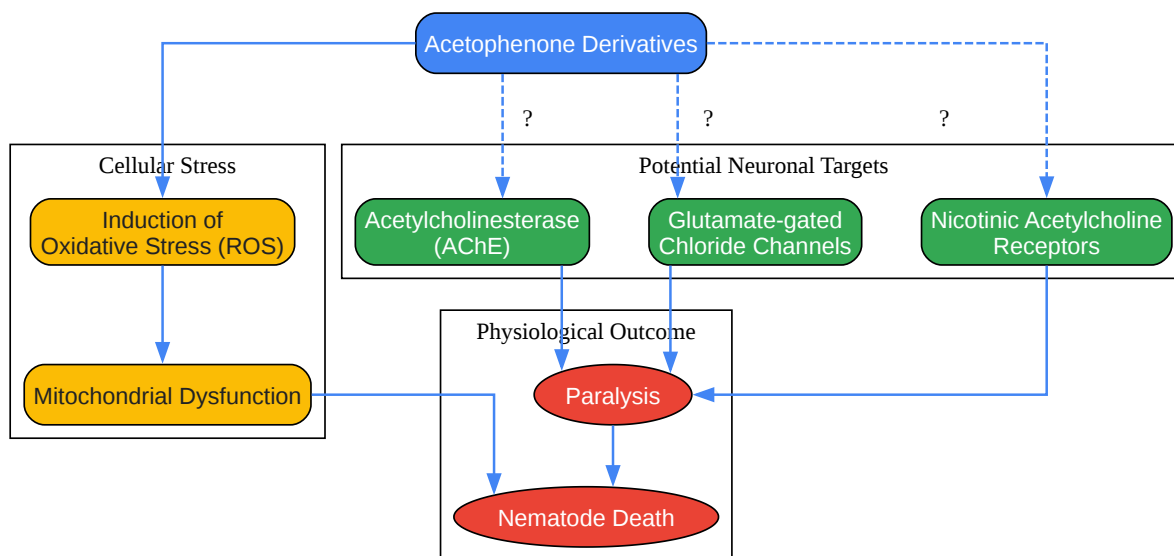 Acetophenone Derivatives
?
?
?
Cellular Stress
Potential Neuronal Targets
Induction of
Oxidative Stress (ROS)
Acetylcholinesterase
(AChE)
Glutamate-gated
Chloride Channels
Nicotinic Acetylcholine
Receptors
Physiological Outcome
Mitochondrial Dysfunction
Paralysis
Nematode Death